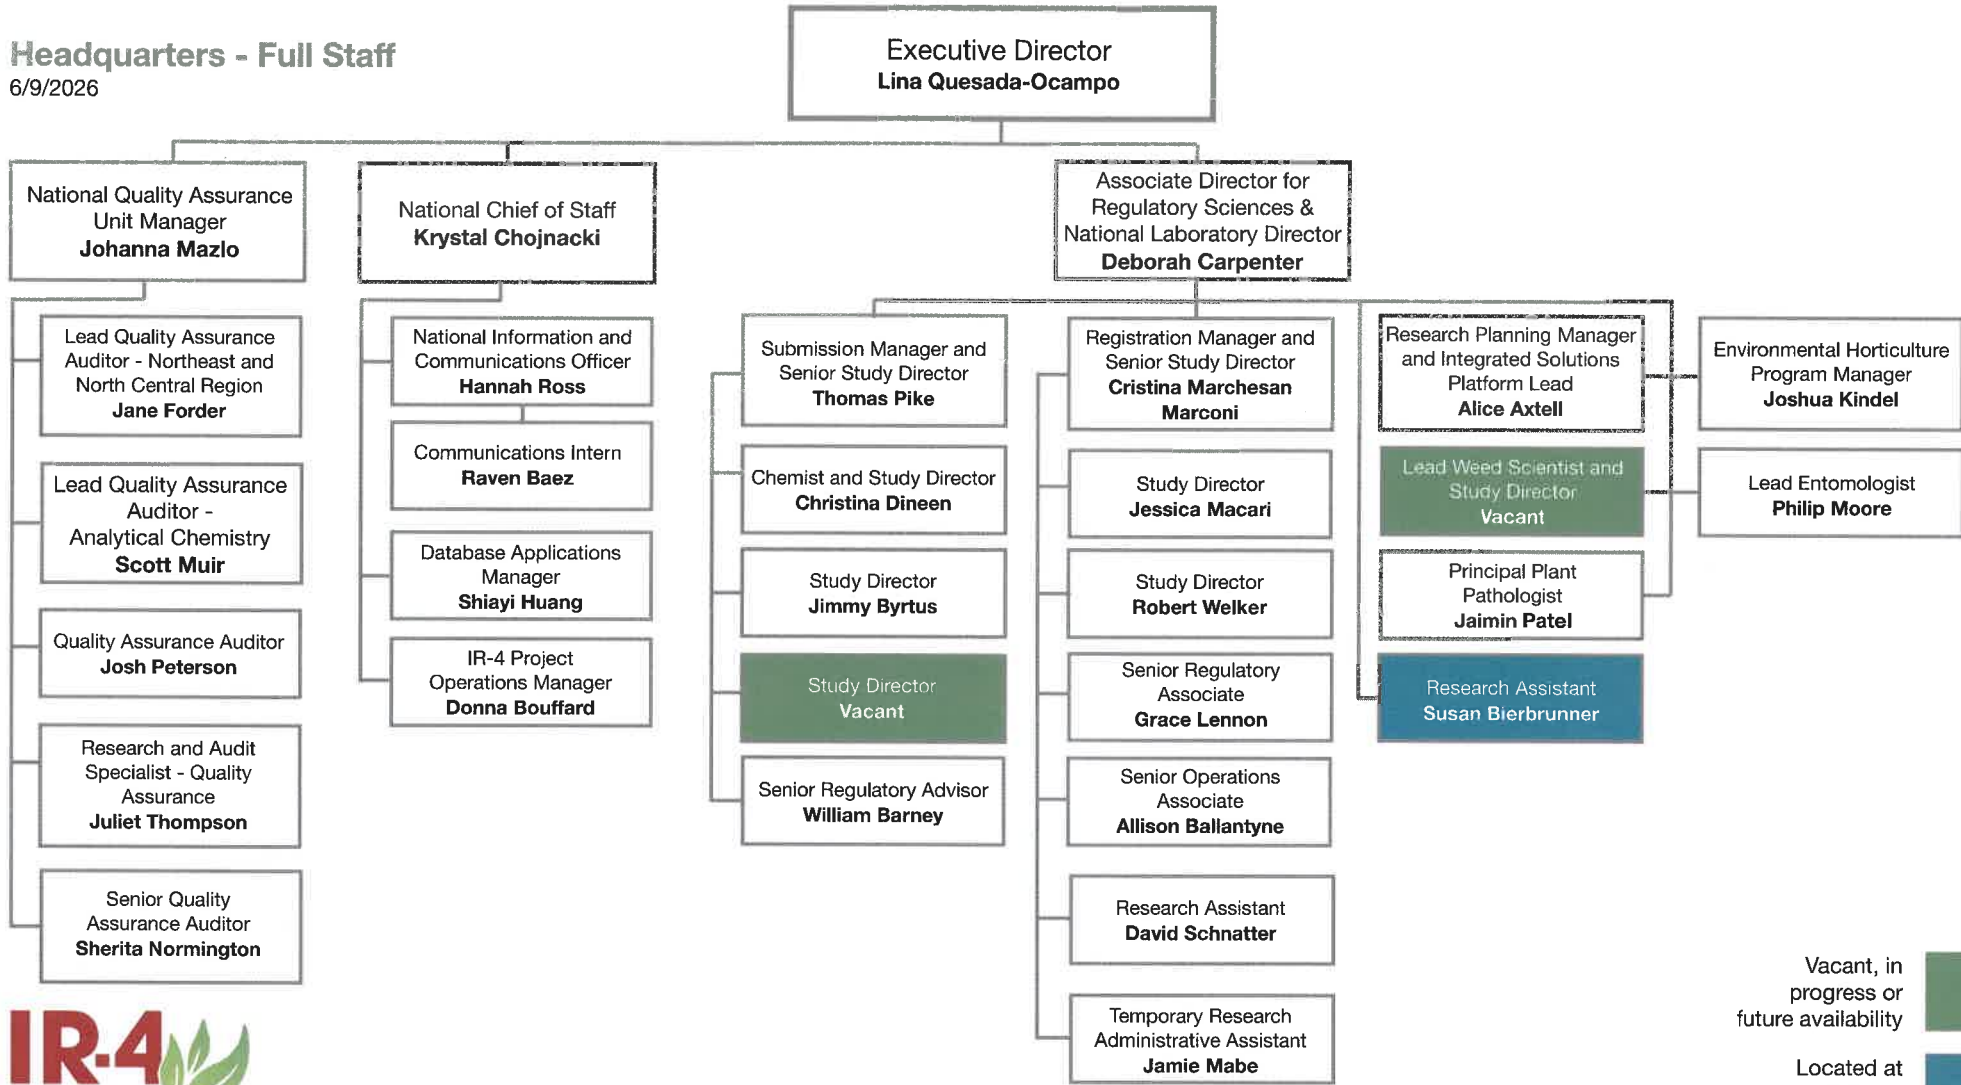 Headquarters - Full Staff
6/9/2026
Executive Director
Lina Quesada-Ocampo
National Quality Assurance
Unit Manager
Johanna Mazlo
National Chief of Staff
Krystal Chojnacki
Associate Director for
Regulatory Sciences &
National Laboratory Director
Deborah Carpenter
Lead Quality Assurance
Auditor - Northeast and
North Central Region
Jane Forder
Lead Quality Assurance
Auditor -
Analytical Chemistry
Scott Muir
Quality Assurance Auditor
Josh Peterson
Research and Audit
Specialist - Quality
Assurance
Juliet Thompson
Senior Quality
Assurance Auditor
Sherita Normington
National Information and
Communications Officer
Hannah Ross
Communications Intern
Raven Baez
Database Applications
Manager
Shiayi Huang
IR-4 Project
Operations Manager
Donna Bouffard
Submission Manager and
Senior Study Director
Thomas Pike
Chemist and Study Director
Christina Dineen
Study Director
Jimmy Byrtus
Study Director
Vacant
Senior Regulatory Advisor
William Barney
Registration Manager and
Senior Study Director
Cristina Marchesan
Marconi
Study Director
Jessica Macari
Study Director
Robert Welker
Senior Regulatory
Associate
Grace Lennon
Senior Operations
Associate
Allison Ballantyne
Research Assistant
David Schnatter
Temporary Research
Administrative Assistant
Jamie Mabe
Research Planning Manager
and Integrated Solutions
Platform Lead
Alice Axtell
Lead Weed Scientist and
Study Director
Vacant
Principal Plant
Pathologist
Jaimin Patel
Research Assistant
Susan Bierbrunner
Environmental Horticulture
Program Manager
Joshua Kindel
Lead Entomologist
Philip Moore
Vacant, in
progress or
future availability
Located at
IR-4